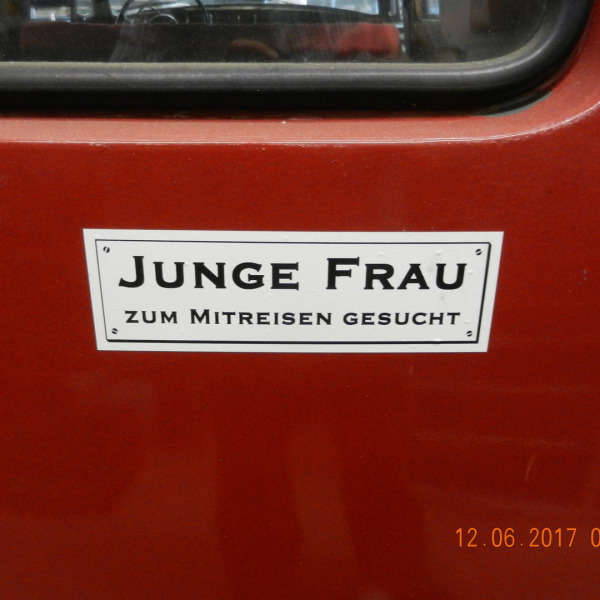 JUNGE FRAU
ZUM MITREISEN GESUCHT
12.06.2017